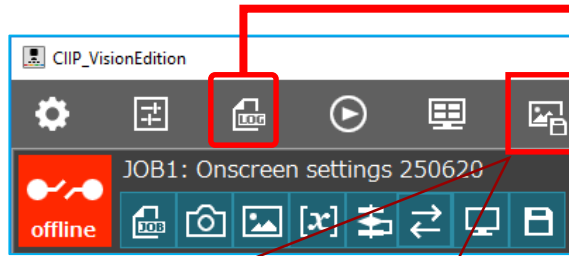 CIIP_VisionEdition
LOG
JOB1: Onscreen settings 250620
offline
JOB
[x]